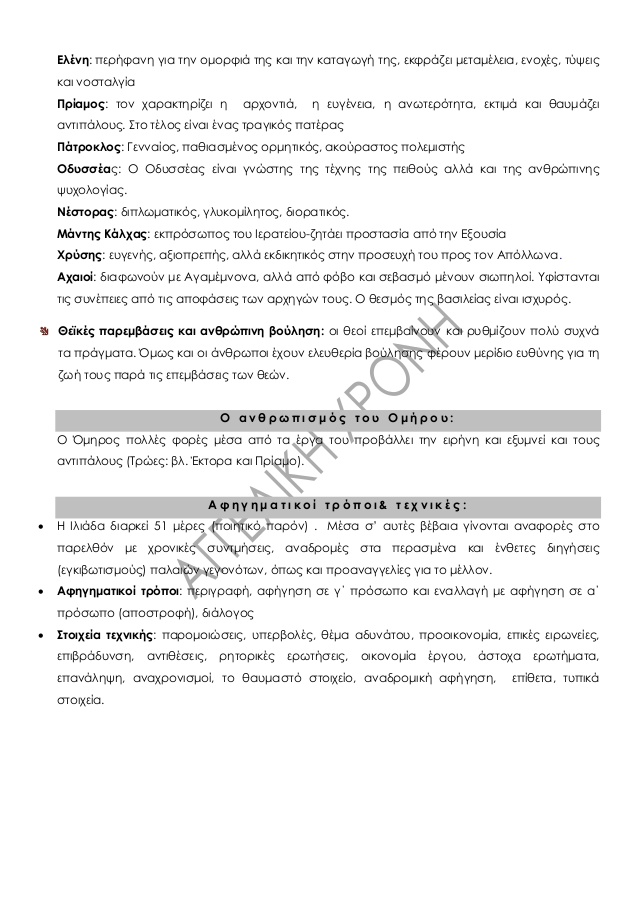 Ελένη: περήφανη για την ομορφιά της και την καταγωγή της, εκφράζει μεταμέλεια, ενοχές, τύψεις
και νοσταλγία
Πρίαμος: τον χαρακτηρίζει η αρχοντιά, η ευγένεια, η ανωτερότητα, εκτιμά και θαυμάζει
αντιπάλους. Στο τέλος είναι ένας τραγικός πατέρας
Πάτροκλος: Γενναίος, παθιασμένος ορμητικός, ακούραστος πολεμιστής
Οδυσσέας: Ο Οδυσσέας είναι γνώστης της τέχνης της πειθούς αλλά και της ανθρώπινης
ψυχολογίας.
Νέστορας: διπλωματικός, γλυκομίλητος, διορατικός.
Μάντης Κάλχας: εκπρόσωπος του Ιερατείου-ζητάει προστασία από την Εξουσία
Χρύσης: ευγενής, αξιοπρεπής, αλλά εκδικητικός στην προσευχή του προς τον Απόλλωνα.
Αχαιοί: διαφωνούν με Αγαμέμνονα, αλλά από φόβο και σεβασμό μένουν σιωπηλοί. Υφίστανται
τις συνέπειες από τις αποφάσεις των αρχηγών τους. Ο θεσμός της βασιλείας είναι ισχυρός.
Θεϊκές παρεμβάσεις και ανθρώπινη βούληση: οι θεοί επεμβαίνουν και ρυθμίζουν πολύ συχνά
τα πράγματα. Όμως και οι άνθρωποι έχουν ελευθερία βούλησης φέρουν μερίδιο ευθύνης για τη
ζωή τους παρά τις επεμβάσεις των θεών.
Ο ανθρωπισμός του Ομήρου:
Ο Όμηρος πολλές φορές μέσα από τα έργα του προβάλλει την ειρήνη και εξυμνεί και τους
αντιπάλους (Τρώες: βλ. Έκτορα και Πρίαμο).
Αφηγηματικοί τρόποι& τεχνικές:
• Η Ιλιάδα διαρκεί 51 μέρες (ποιητικό παρόν) . Μέσα σ' αυτές βέβαια γίνονται αναφορές στο
παρελθόν με χρονικές συντμήσεις, αναδρομές στα περασμένα και ένθετες διηγήσεις
(εγκιβωτισμούς) παλαιών γεγονότων, όπως και προαναγγελίες για το μέλλον.
• Αφηγηματικοί τρόποι: περιγραφή, αφήγηση σε γ΄ πρόσωπο και εναλλαγή με αφήγηση σε α΄
πρόσωπο (αποστροφή), διάλογος
• Στοιχεία τεχνικής: παρομοιώσεις, υπερβολές, θέμα αδυνάτου, προοικονομία, επικές ειρωνείες,
επιβράδυνση, αντιθέσεις, ρητορικές ερωτήσεις, οικονομία έργου, άστοχα ερωτήματα,
επανάληψη, αναχρονισμοί, το θαυμαστό στοιχείο, αναδρομική αφήγηση, επίθετα, τυπικά
στοιχεία.
ΑΓΓΕΛΙΚΗ ΧΡΟΝΗ